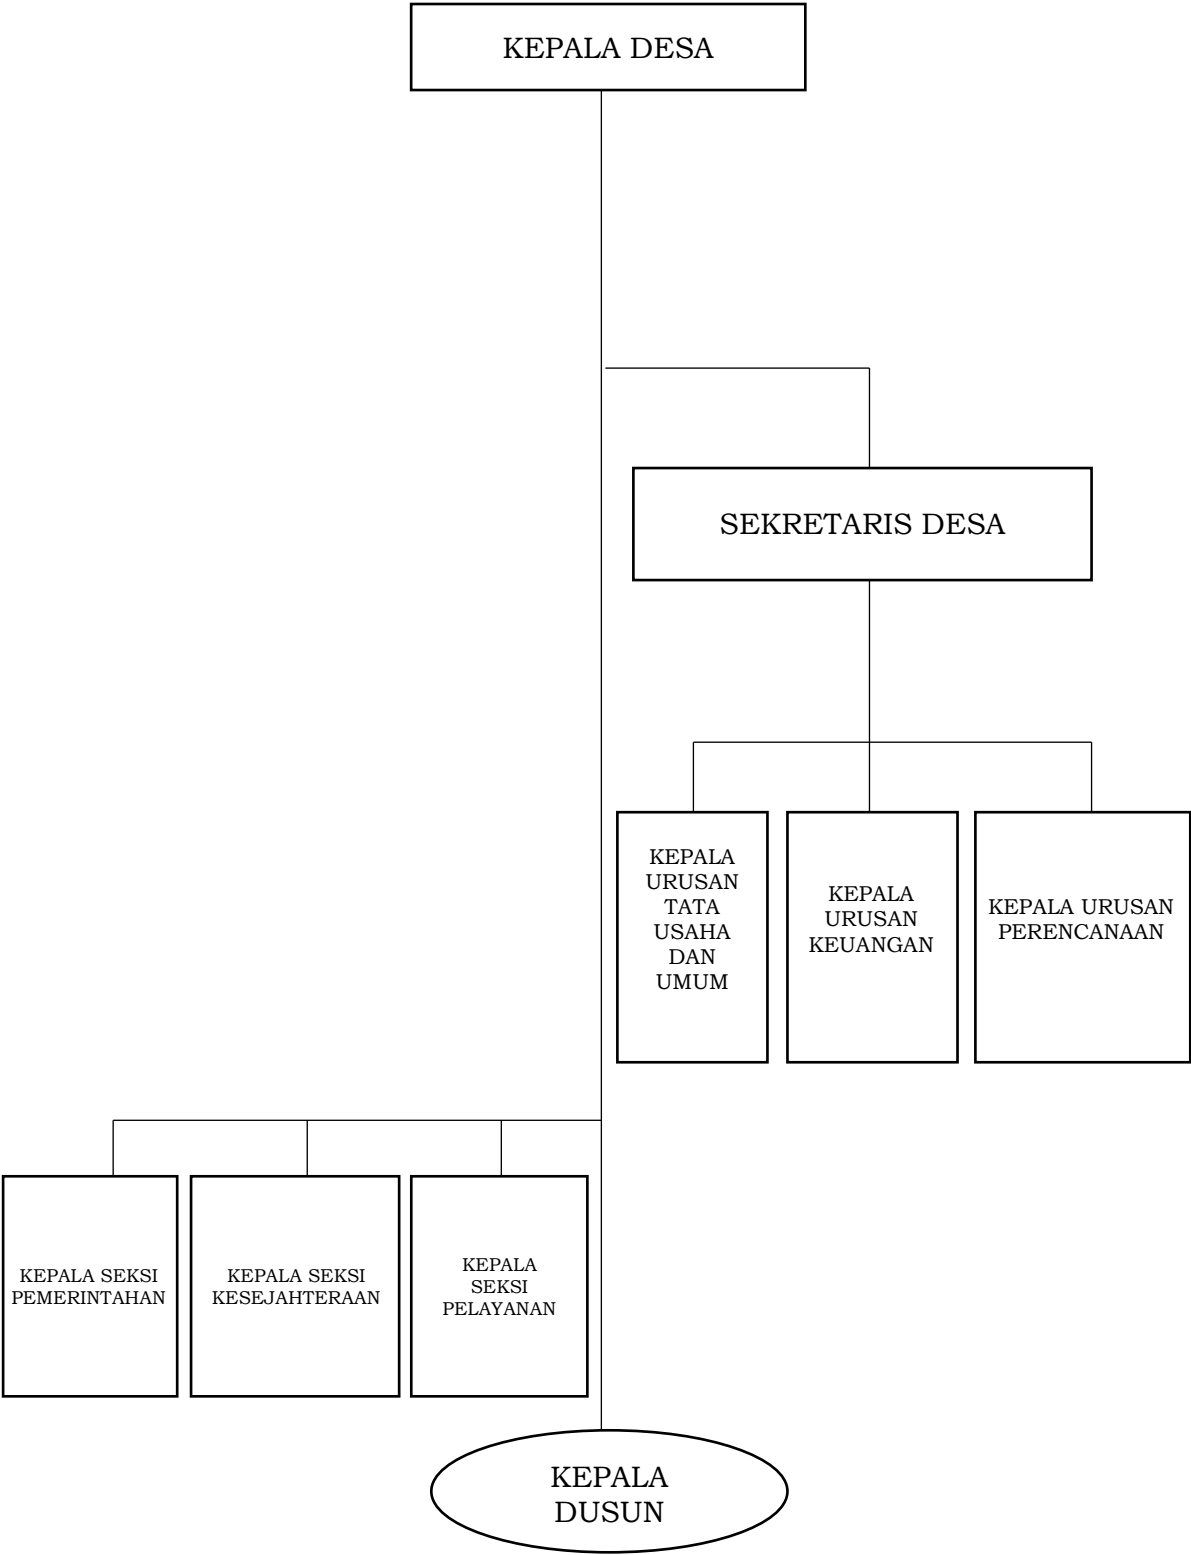 KEPALA DESA
SEKRETARIS DESA
KEPALA
URUSAN
TATA
USAHA
DAN
UMUM
KEPALA
URUSAN
KEUANGAN
KEPALA URUSAN
PERENCANAAN
KEPALA SEKSI
PEMERINTAHAN
KEPALA SEKSI
KESEJAHTERAAN
KEPALA
SEKSI
PELAYANAN
KEPALA
DUSUN